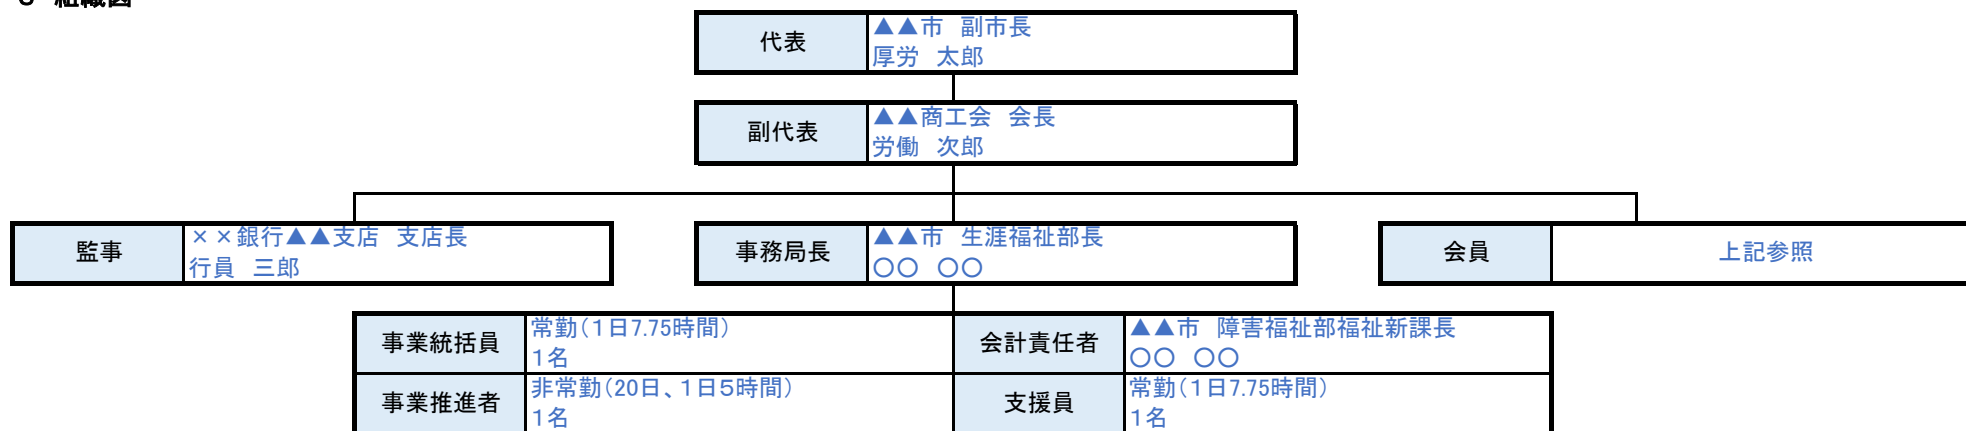 組織図
代表
▲▲市 副市長
厚労 太郎
副代表
▲▲商工会 会長
労働 次郎
監事
××銀行▲▲支店 支店長
行員 三郎
事務局長
▲▲市 生涯福祉部長
○○ ○○
会員
上記参照
事業統括員
常勤(1日7.75時間)
1名
会計責任者
▲▲市 障害福祉部福祉新課長
○○ ○○
事業推進者
非常勤(20日、1日5時間)
1名
支援員
常勤(1日7.75時間)
1名